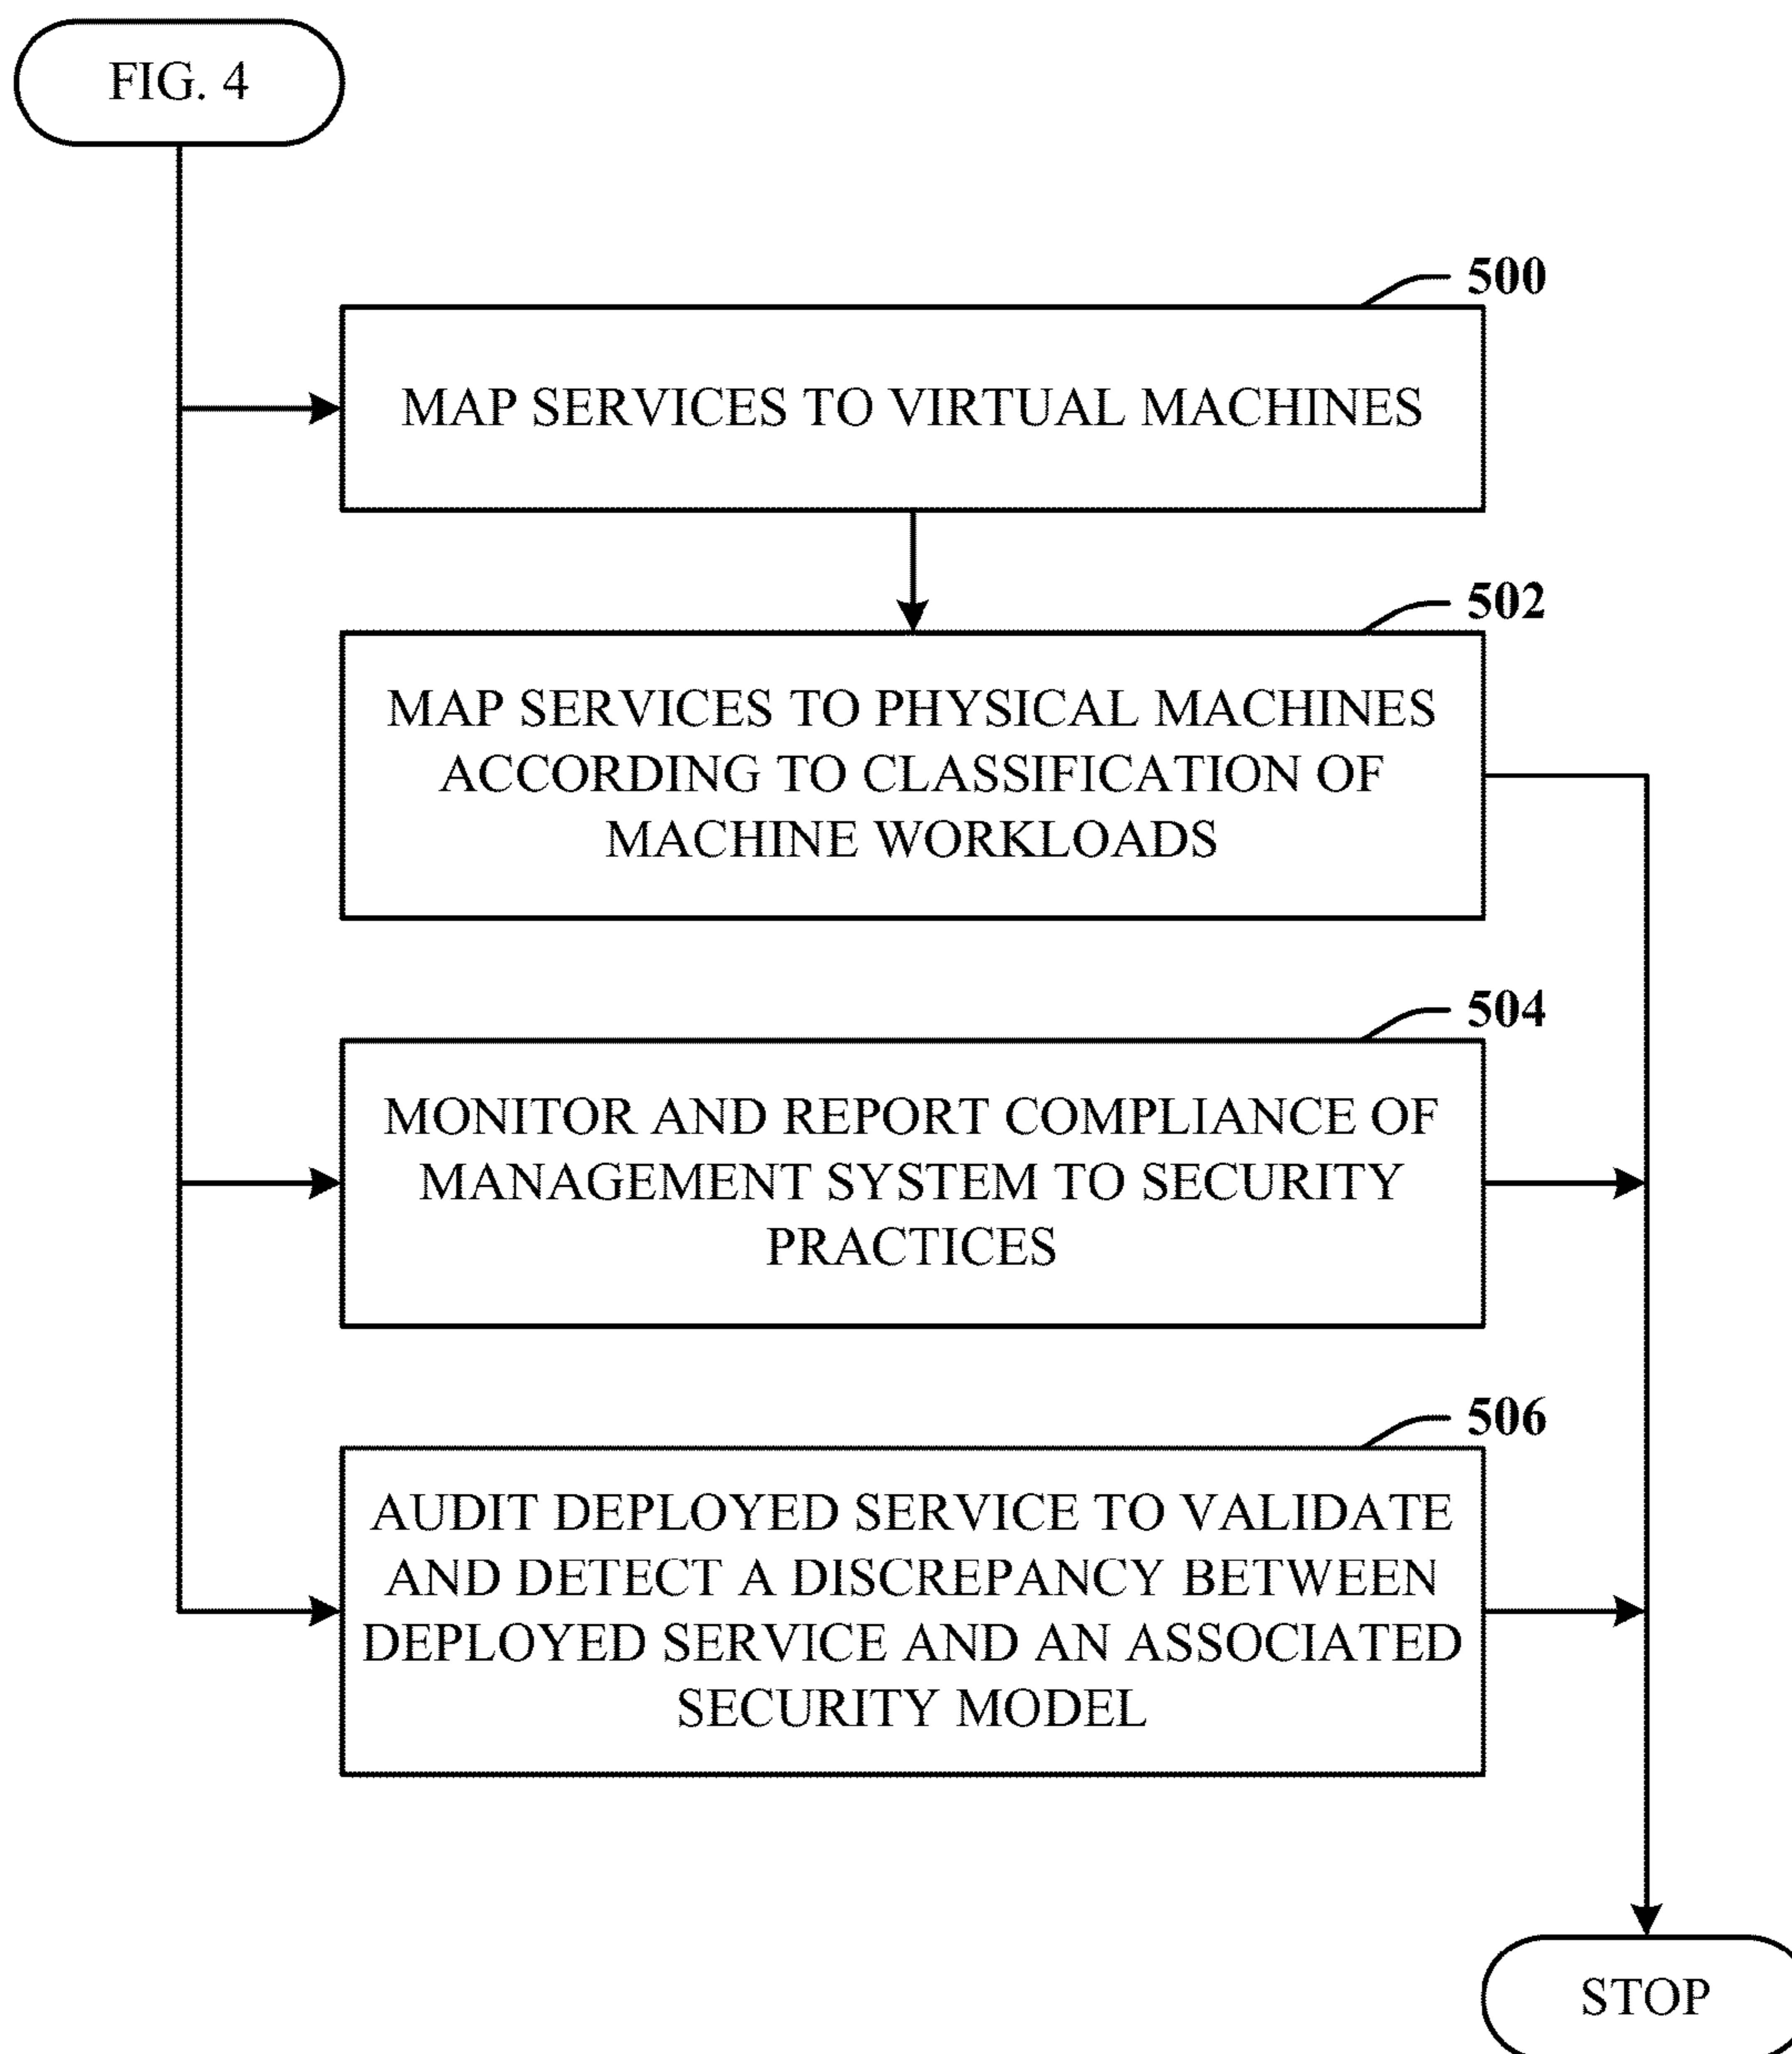 FIG. 4
500
MAP SERVICES TO VIRTUAL MACHINES
502
MAP SERVICES TO PHYSICAL MACHINES
ACCORDING TO CLASSIFICATION OF
MACHINE WORKLOADS
504
MONITOR AND REPORT COMPLIANCE OF
MANAGEMENT SYSTEM TO SECURITY
PRACTICES
506
AUDIT DEPLOYED SERVICE TO VALIDATE
AND DETECT A DISCREPANCY BETWEEN
DEPLOYED SERVICE AND AN ASSOCIATED
SECURITY MODEL
STOP